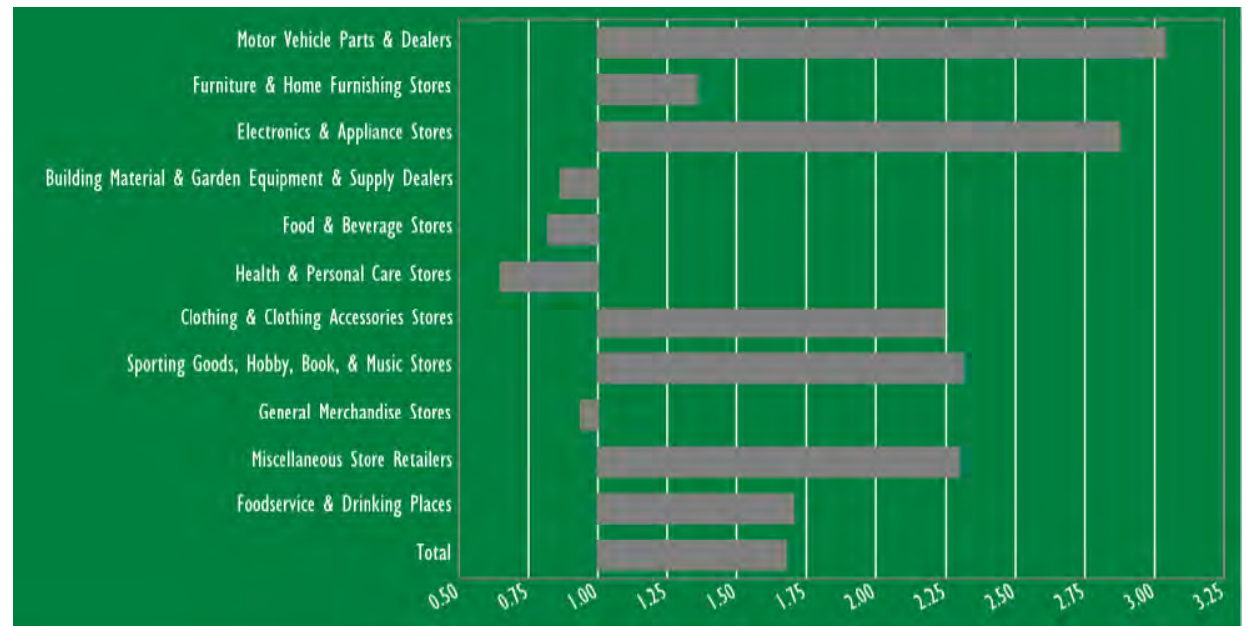 Motor Vehicle Parts & Dealers
Furniture & Home Furnishing Stores
Electronics & Appliance Stores
Building Material & Garden Equipment & Supply Dealers
Food & Beverage Stores
Health & Personal Care Stores
Clothing & Clothing Accessories Stores
Sporting Goods, Hobby, Book, & Music Stores
General Merchandise Stores
Miscellaneous Store Retailers
Foodservice & Drinking Places
Total
0.50 0.75 1.00 1.25 1.50 1.75 2.00 2.25 2.50 2.75 3.00 3.25